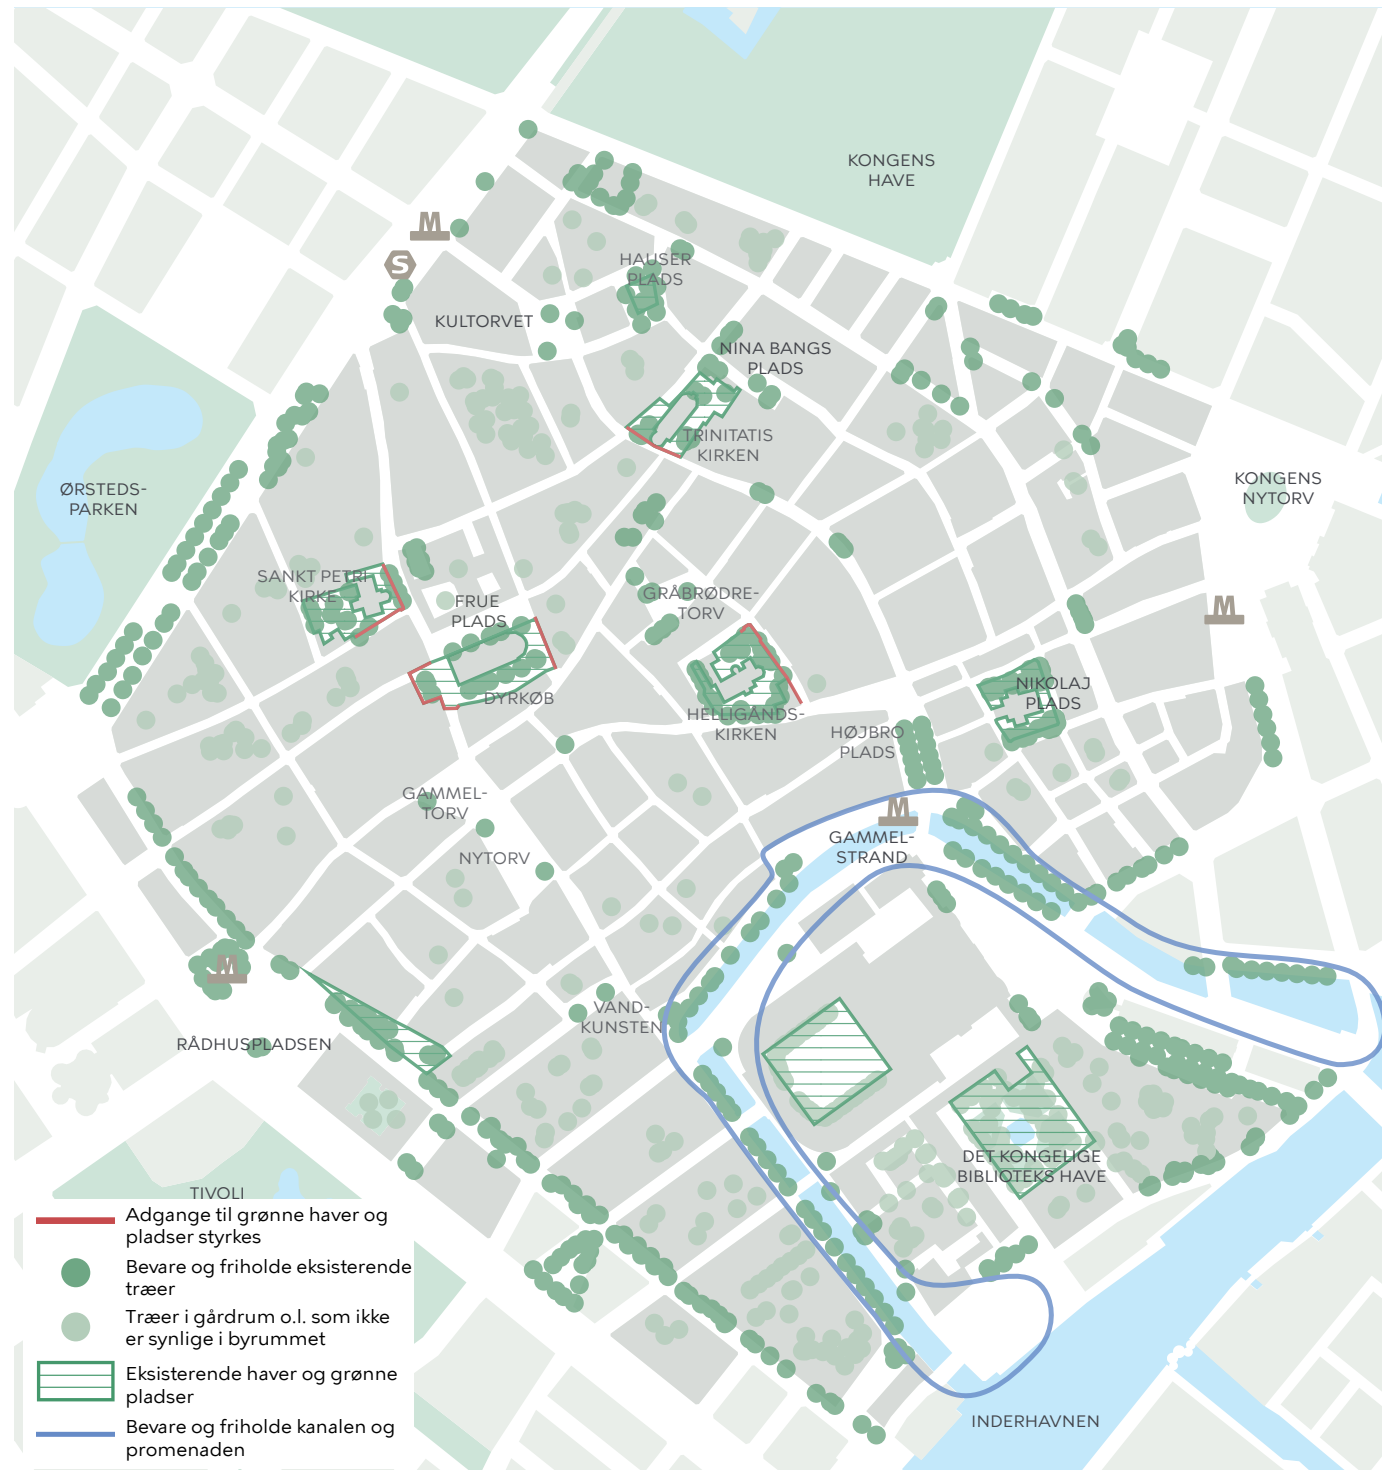 KONGENS
HAVE
M
S
HAUSER
PLADS
KULTORVET
NINA BANGS
PLADS
TRINITATIS
KIRKEN
ØRSTEDS-
PARKEN
KONGENS
NYTORV
SANKT PETRI
KIRKE
FRUE
PLADS
GRÅBRØDRE-
TORV
M
DYRKØB
HELLIGÅNDS-
KIRKEN
NIKOLAJ
PLADS
HØJBRO
PLADS
GAMMEL-
TORV
M
GAMMEL-
STRAND
NYTORV
M
VAND-
KUNSTEN
RÅDHUSPLADSEN
DET KONGELIGE
BIBLIOTEKS HAVE
TIVOLI
INDERHAVNEN
Adgange til grønne haver og
pladser styrkes
Bevare og friholde eksisterende
træer
Træer i gårdrum o.l. som ikke
er synlige i byrummet
Eksisterende haver og grønne
pladser
Bevare og friholde kanalen og
promenaden